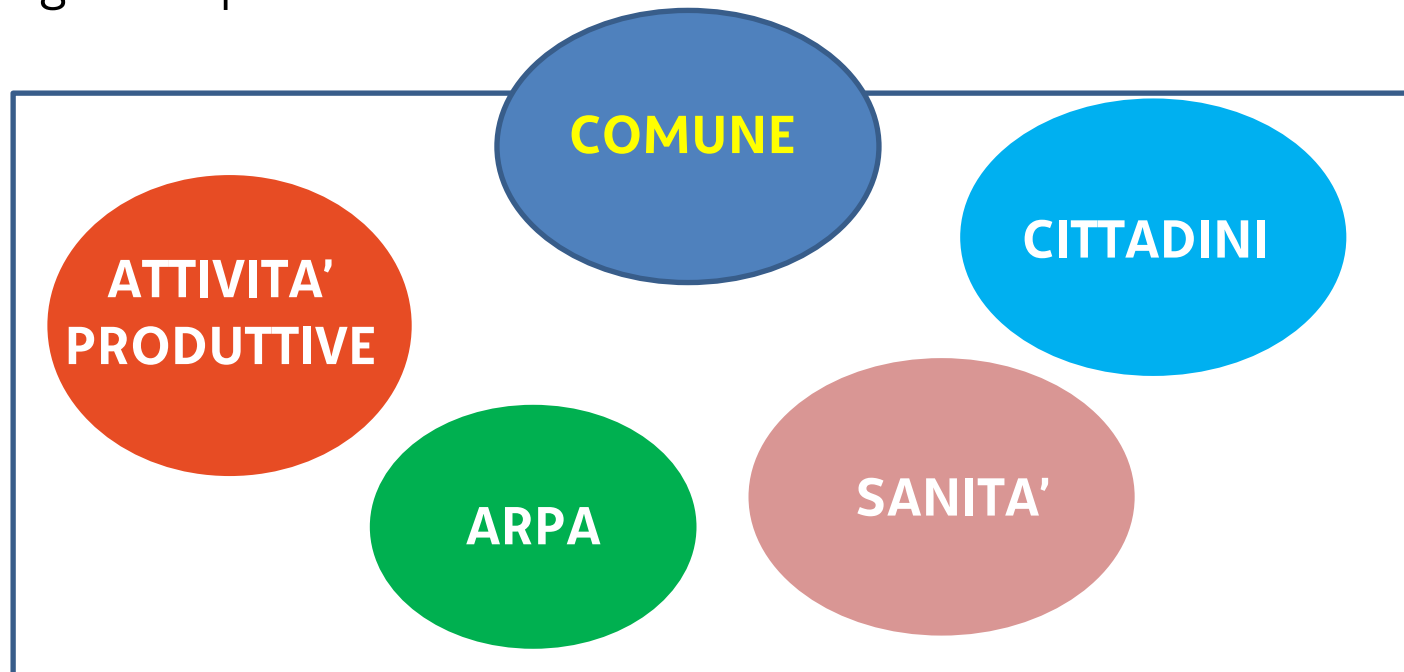 COMUNE
CITTADINI
ATTIVITA’
PRODUTTIVE
SANITA’
ARPA